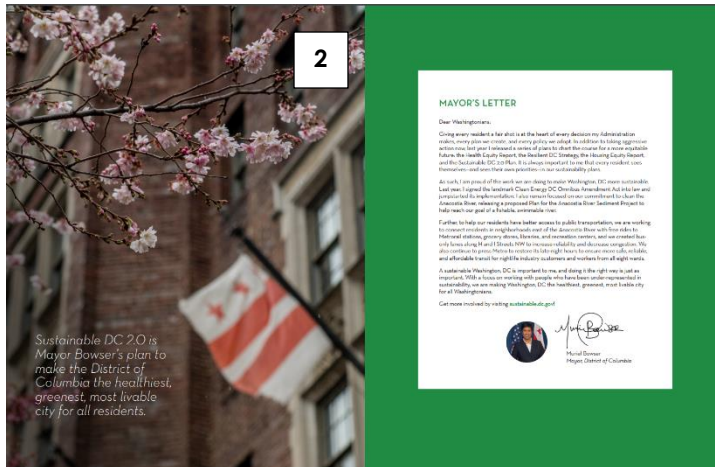 2
Sustainable DC 2.0 is
Mayor Bowser's plan to
make the District of
Columbia the healthiest,
greenest, most livable
city for all residents.
MAYOR'S LETTER
Dear Washingtonians,
Giving every resident a fair shot is at the heart of every decision my Administration
makes, every plan we create, and every policy we adopt. In addition to taking aggressive
action now, last year I released a series of plans to chart the course for a more equitable
future, the Health Equity Report, the Resilient DC Strategy, the Housing Equity Report,
and the Sustainable DC 2.0 Plan. It is always important to me that every resident sees
themselves–and sees their own priorities–in our sustainability plans.
As such, I am proud of the work we are doing to make Washington, DC more sustainable.
Last year, I signed the landmark Clean Energy DC Omnibus Amendment Act into law and
jumpstarted its implementation. I also remain focused on our commitment to clean the
Anacostia River, releasing a proposed Plan for the Anacostia River Sediment Project to
help reach our goal of a fishable, swimmable river.
Further, to help our residents have better access to public transportation, we are working
to connect residents in neighborhoods east of the Anacostia River with free rides to
Metrorail stations, grocery stores, libraries, and recreation centers, and we created bus-
only lanes along H and I Streets NW to increase reliability and decrease congestion. We
also continue to press Metro to restore its late-night hours to ensure more safe, reliable,
and affordable transit for nightlife industry customers and workers from all eight wards.
A sustainable Washington, DC is important to me, and doing it the right way is just as
important. With a focus on working with people who have been under-represented in
sustainability, we are making Washington, DC the healthiest, greenest, most livable city
for all Washingtonians.
Get more involved by visiting sustainable.dc.gov!
Muriel Bowser
Mayor, District of Columbia